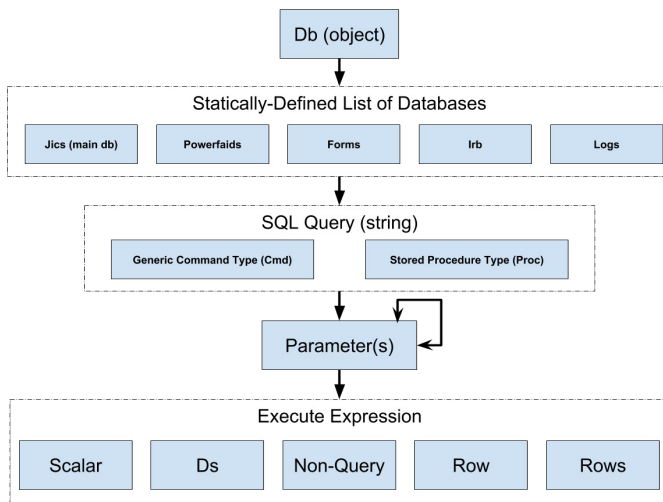 Db (object)
Statically-Defined List of Databases
Jics (main db)
Powerfaids
Forms
Irb
Logs
SQL Query (string)
Generic Command Type (Cmd)
Stored Procedure Type (Proc)
Parameter(s)
Execute Expression
Scalar
Ds
Non-Query
Row
Rows